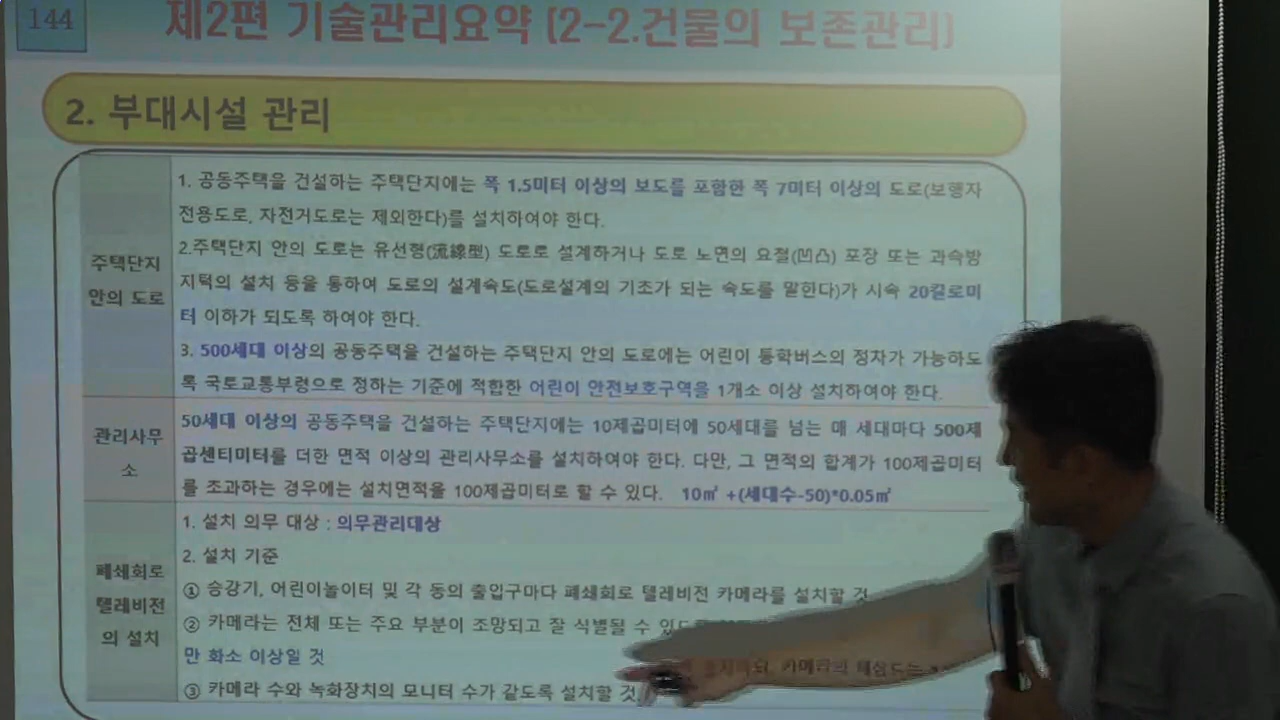 144
제2편 기술관리요약 (2-2.건물의 보존관리)
2. 부대시설 관리
주택단지
안의 도로
1. 공동주택을 건설하는 주택단지에는 폭 1.5미터 이상의 보도를 포함한 폭 7미터 이상의 도로(보행자
전용도로, 자전거도로는 제외한다)를 설치하여야 한다.
2.주택단지 안의 도로는 유선형(流線型) 도로로 설계하거나 도로 노면의 요철(凹凸) 포장 또는 과속방
지턱의 설치 등을 통하여 도로의 설계속도(도로설계의 기초가 되는 속도를 말한다)가 시속 20킬로미
터 이하가 되도록 하여야 한다.
3. 500세대 이상의 공동주택을 건설하는 주택단지 안의 도로에는 어린이 통학버스의 정차가 가능하도
록 국토교통부령으로 정하는 기준에 적합한 어린이 안전보호구역을 1개소 이상 설치하여야 한다.
관리사무
소
50세대 이상의 공동주택을 건설하는 주택단지에는 10제곱미터에 50세대를 넘는 매 세대마다 500제
곱센티미터를 더한 면적 이상의 관리사무소를 설치하여야 한다. 다만, 그 면적의 합계가 100제곱미터
를 초과하는 경우에는 설치면적을 100제곱미터로 할 수 있다. 10㎡ +(세대수-50)*0.05㎡
폐쇄회로
텔레비전
의 설치
1. 설치 의무 대상 : 의무관리대상
2. 설치 기준
① 승강기, 어린이놀이터 및 각 동의 출입구마다 폐쇄회로 텔레비전 카메라를 설치할 것
② 카메라는 전체 또는 주요 부분이 조망되고 잘 식별될 수 카메라의 해상도는
만 화소 이상일 것
③ 카메라 수와 녹화장치의 모니터 수가 같도록 설치할 것